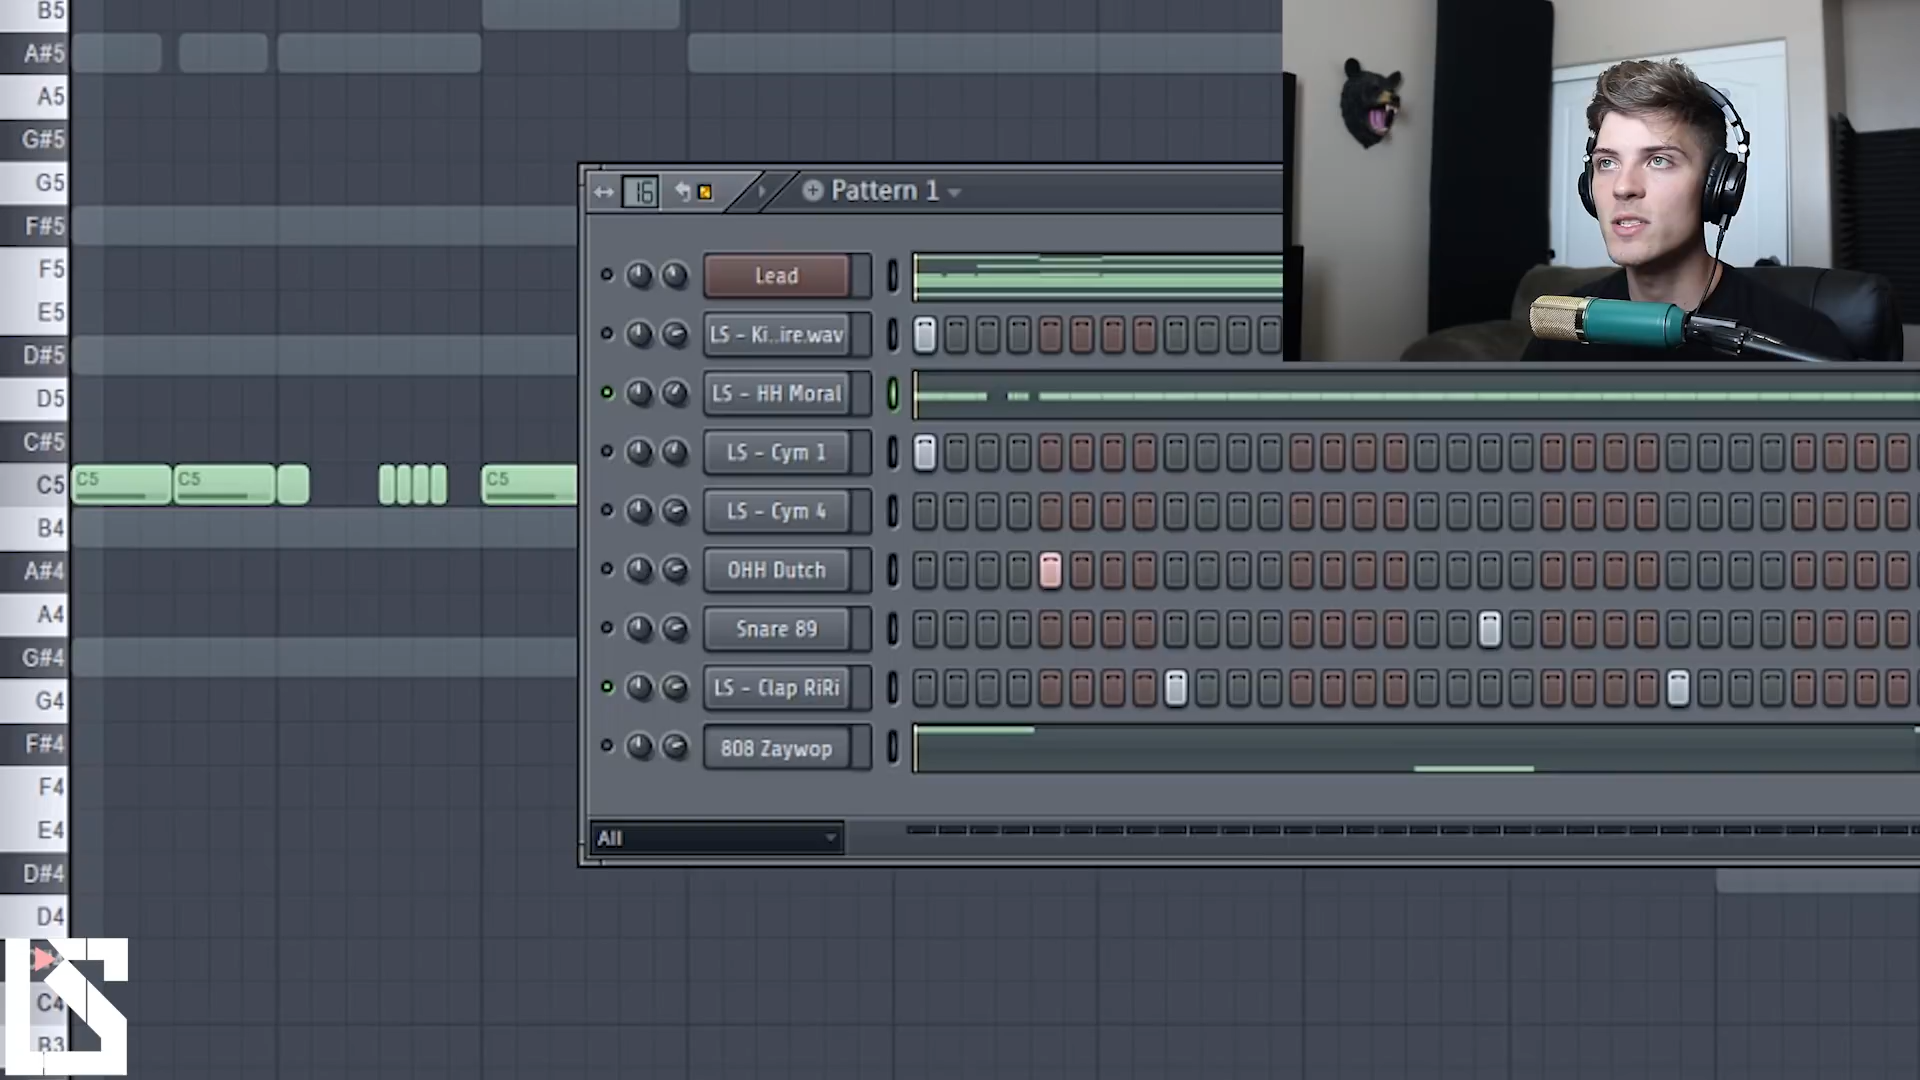 B5
A#5
A5
G#5
G5
F#5
F5
E5
D#5
D5
C#5
C5
B4
A#4
A4
G#4
G4
F#4
F4
E4
D#4
D4
C4
B3
C5
C5
C5
16
Pattern 1
Lead
LS - Ki..ire.wav
LS - HH Moral
LS - Cym 1
LS - Cym 4
OHH Dutch
Snare 89
LS - Clap RiRi
808 Zaywop
All
LS